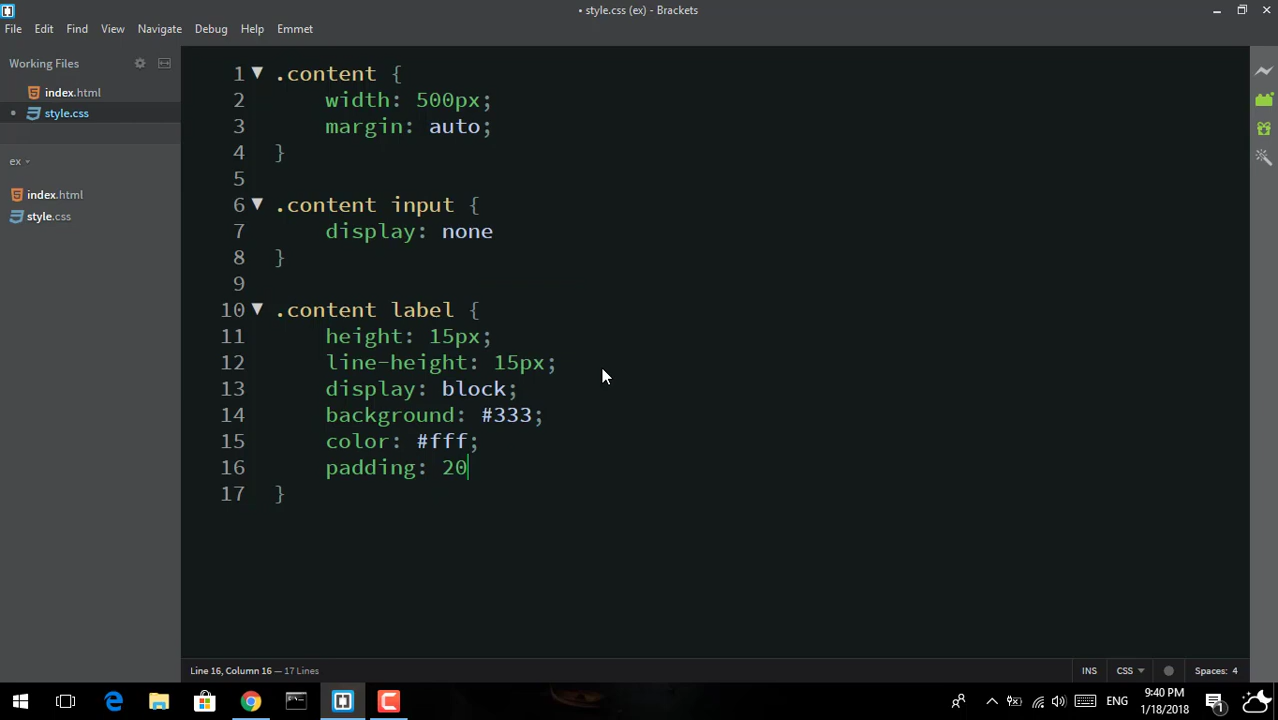 • style.css (ex) - Brackets
File Edit Find View Navigate Debug Help Emmet
Working Files
index.html
• style.css
ex
index.html
style.css
1 .content {
2 width: 500px;
3 margin: auto;
4 }
5
6 .content input {
7 display: none
8 }
9
10 .content label {
11 height: 15px;
12 line-height: 15px;
13 display: block;
14 background: #333;
15 color: #fff;
16 padding: 20
17 }
Line 16, Column 16 — 17 Lines
INS CSS Spaces: 4
ENG
9:40 PM
1/18/2018
1